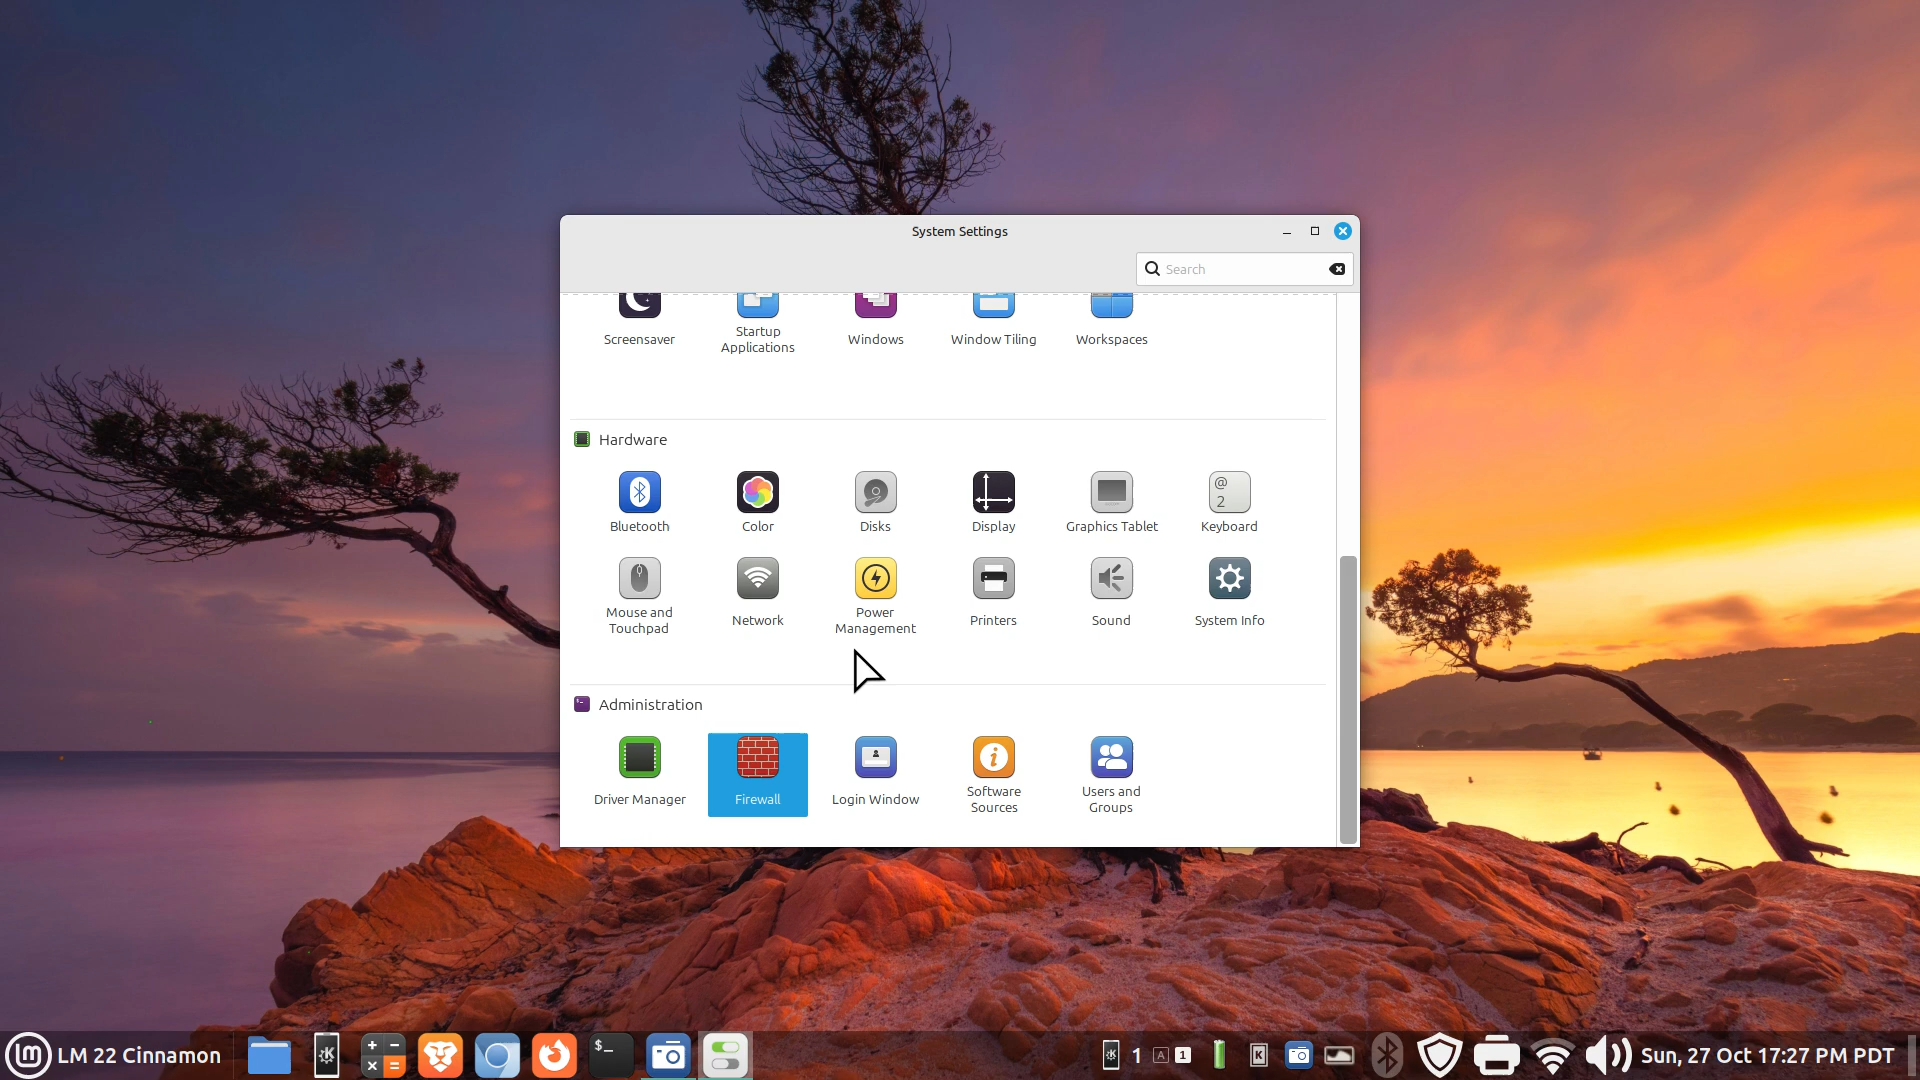 System Settings
Search
Screensaver
Startup
Applications
Windows
Window Tiling
Workspaces
Hardware
Bluetooth
Color
Disks
Display
Graphics Tablet
@
2
Keyboard
Mouse and
Touchpad
Network
Power
Management
Printers
Sound
System Info
Administration
Driver Manager
Firewall
Login Window
Software
Sources
Users and
Groups
LM 22 Cinnamon
$_
K
1
A
1
K
Sun, 27 Oct 17:27 PM PDT